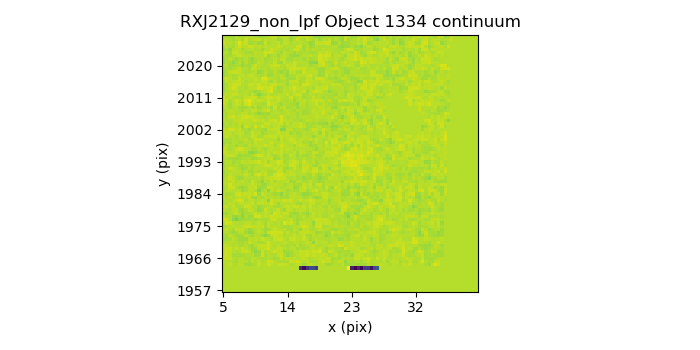 RXJ2129_non_lpf Object 1334 continuum
2020
2011
2002
1993
1984
1975
1966
1957
y (pix)
5 14 23 32
x (pix)